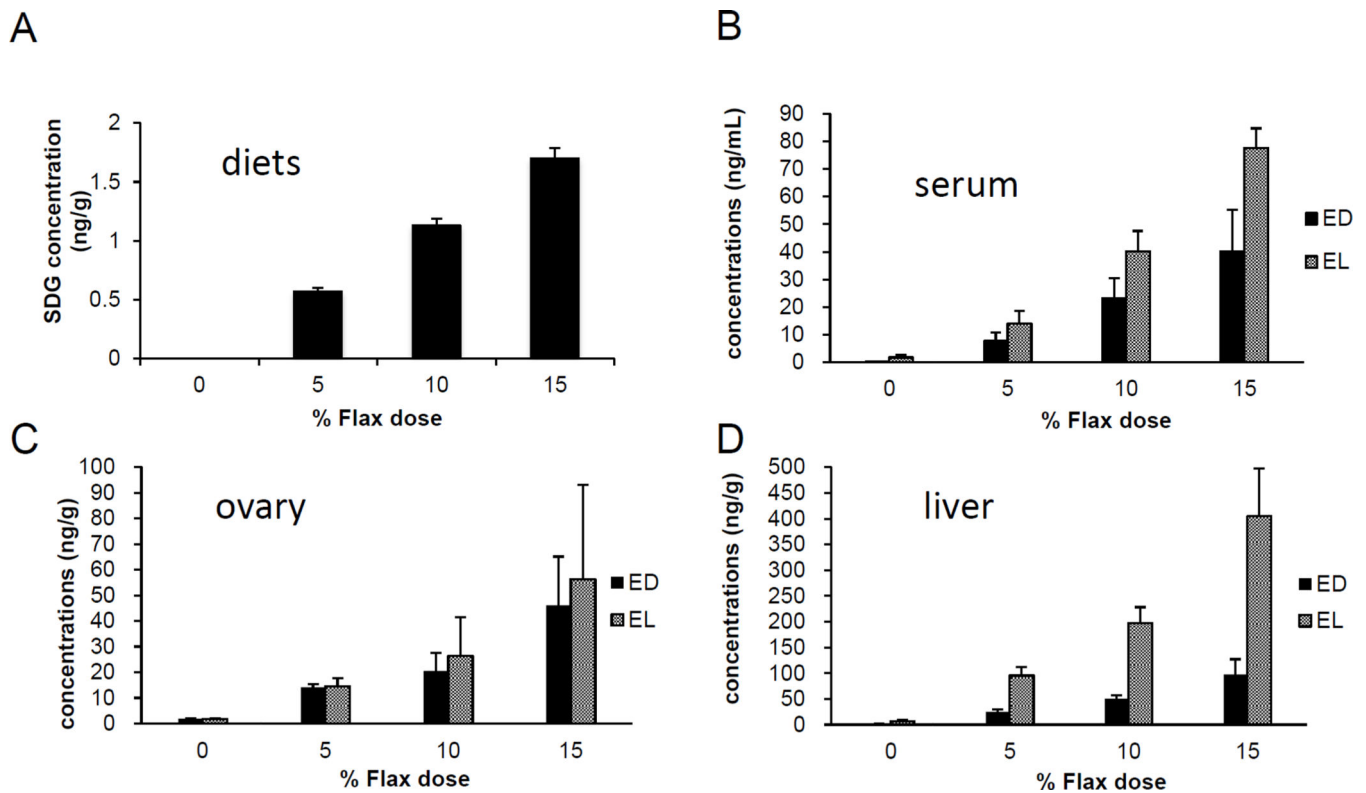 A
SDG concentration
(ng/g)
2
1.5
1
0.5
0
diets
0 5 10 15
% Flax dose
B
concentrations (ng/mL)
90
80
70
60
50
40
30
20
10
0
serum
ED
EL
0 5 10 15
% Flax dose
C
concentrations (ng/g)
100
90
80
70
60
50
40
30
20
10
0
ovary
ED
EL
0 5 10 15
% Flax dose
D
concentrations (ng/g)
500
450
400
350
300
250
200
150
100
50
0
liver
ED
EL
0 5 10 15
% Flax dose